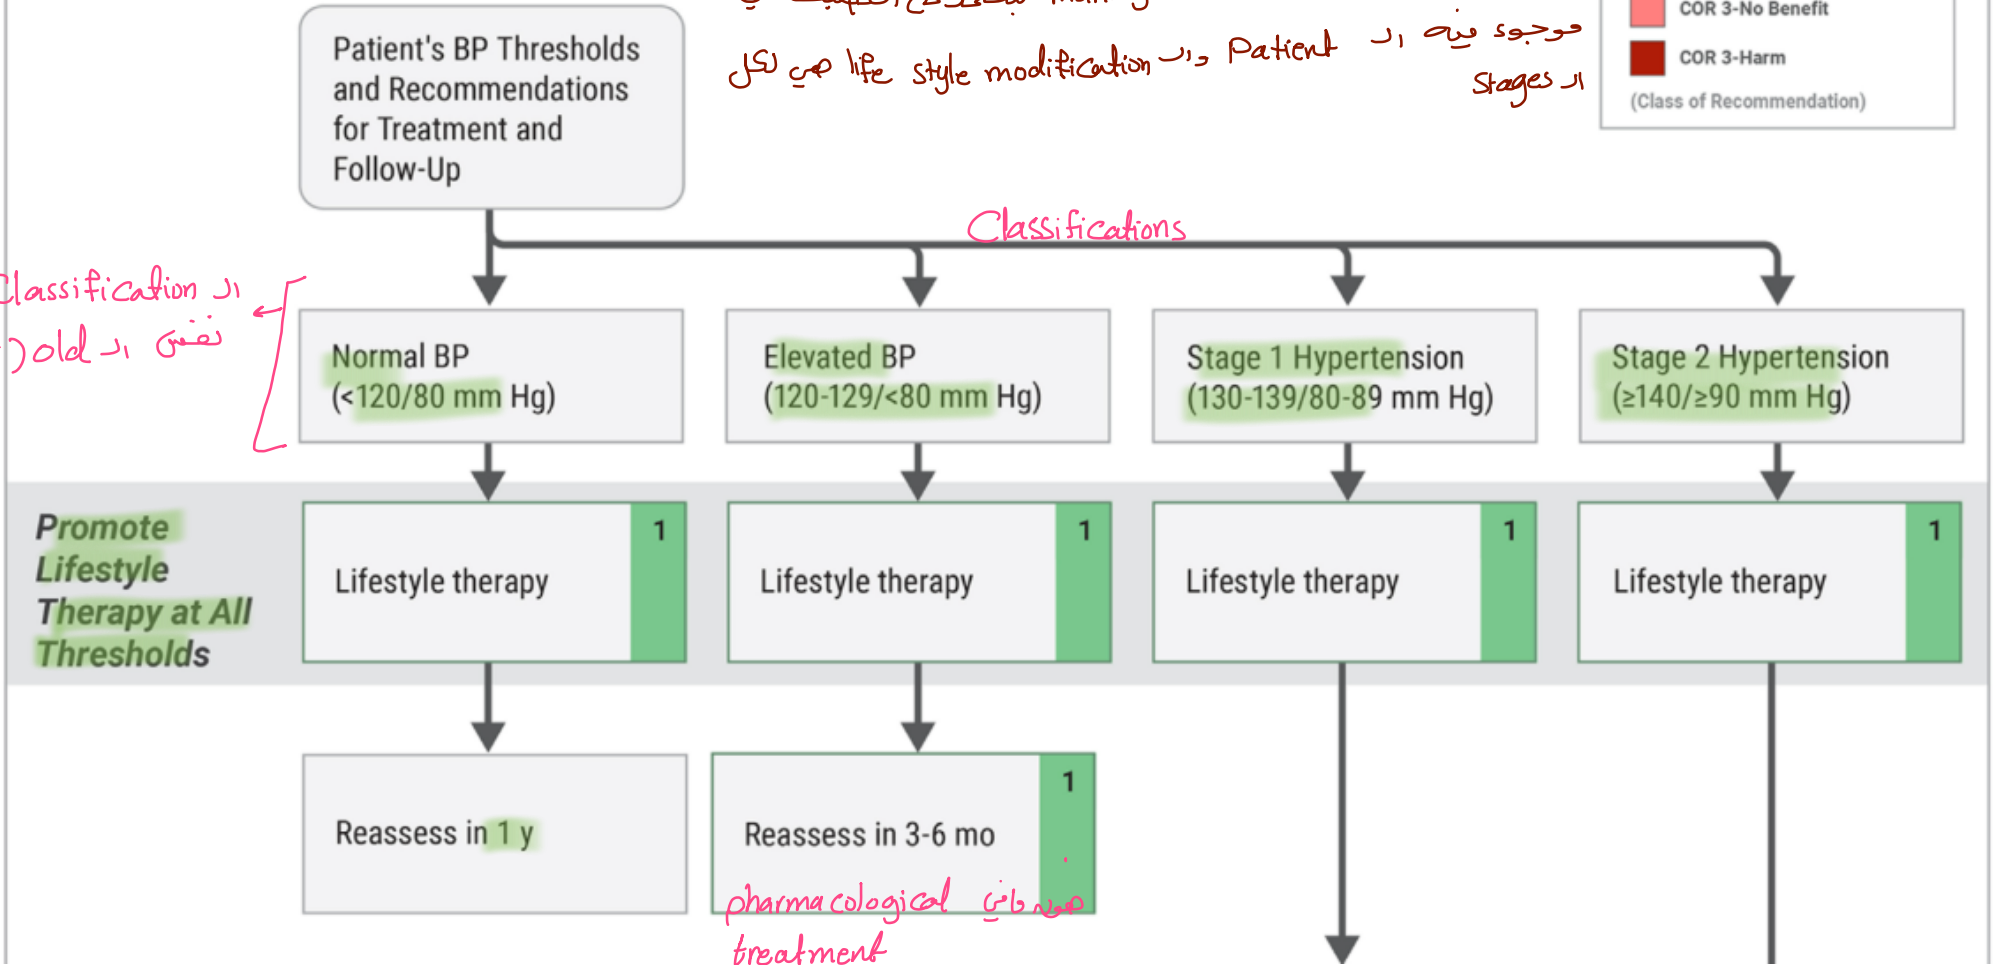 موجود فيه ال Patient وال life style modification هي لكل
ال Stages
COR 3-No Benefit
COR 3-Harm
(Class of Recommendation)
Patient's BP Thresholds
and Recommendations
for Treatment and
Follow-Up
Classifications
ال Classification
نفس ال old
Normal BP
(<120/80 mm Hg)
Elevated BP
(120-129/<80 mm Hg)
Stage 1 Hypertension
(130-139/80-89 mm Hg)
Stage 2 Hypertension
(≥140/≥90 mm Hg)
Promote
Lifestyle
Therapy at All
Thresholds
Lifestyle therapy
1
Lifestyle therapy
1
Lifestyle therapy
1
Lifestyle therapy
1
Reassess in 1 y
Reassess in 3-6 mo
1
هون مافي pharmacological
treatment